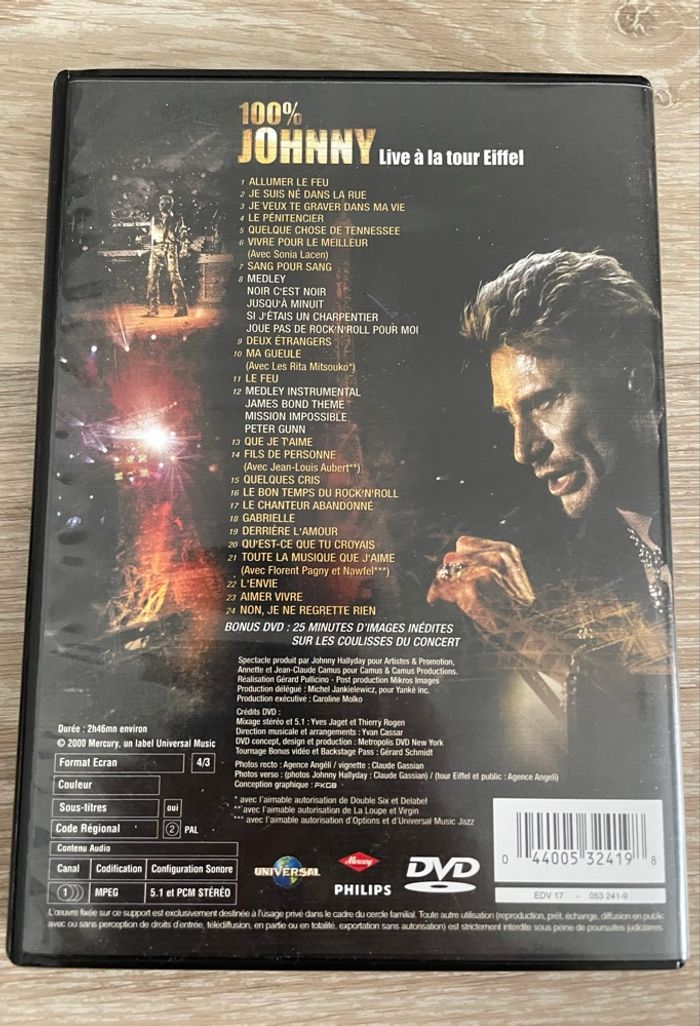 100%
JOHNNY Live à la tour Eiffel
1 ALLUMER LE FEU
2 JE SUIS NÉ DANS LA RUE
3 JE VEUX TE GRAVER DANS MA VIE
4 LE PÉNITENCIER
5 QUELQUE CHOSE DE TENNESSEE
6 VIVRE POUR LE MEILLEUR
(Avec Sonia Lacen)
7 SANG POUR SANG
8 MEDLEY
NOIR C'EST NOIR
JUSQU'À MINUIT
SI J'ÉTAIS UN CHARPENTIER
JOUE PAS DE ROCK'N'ROLL POUR MOI
9 DEUX ÉTRANGERS
10 MA GUEULE
(Avec Les Rita Mitsouko*)
11 LE FEU
12 MEDLEY INSTRUMENTAL
JAMES BOND THEME
MISSION IMPOSSIBLE
PETER GUNN
13 QUE JE T'AIME
14 FILS DE PERSONNE
(Avec Jean-Louis Aubert**)
15 QUELQUES CRIS
16 LE BON TEMPS DU ROCK'N'ROLL
17 LE CHANTEUR ABANDONNÉ
18 GABRIELLE
19 DERRIÈRE L'AMOUR
20 QU'EST-CE QUE TU CROYAIS
21 TOUTE LA MUSIQUE QUE J'AIME
(Avec Florent Pagny et Nawfel***)
22 L'ENVIE
23 AIMER VIVRE
24 NON, JE NE REGRETTE RIEN
BONUS DVD : 25 MINUTES D'IMAGES INÉDITES
SUR LES COULISSES DU CONCERT
Spectacle produit par Johnny Hallyday pour Artistes & Promotion,
Annette et Jean-Claude Camus pour Camus & Camus Productions.
Réalisation Gérard Pullicino - Post production Mikros Images
Production délégué : Michel Jankielewicz, pour Yanké inc.
Production exécutive : Caroline Molko
Crédits DVD :
Mixage stéréo et 5.1 : Yves Jaget et Thierry Rogen
Direction musicale et arrangements : Yvan Cassar
DVD concept, design et production : Metropolis DVD New York
Tournage Bonus vidéo et Backstage Pass : Gérard Schmidt
Photos recto : Agence Angéli / vignette : Claude Gassian
Photos verso : (photos Johnny Hallyday : Claude Gassian) / (tour Eiffel et public : Agence Angeli)
Conception graphique : FKGB
* avec l'aimable autorisation de Double Six et Delabel
** avec l'aimable autorisation de La Loupe et Virgin
*** avec l'aimable autorisation d'Options et d'Universal Music Jazz
Durée : 2h46mn environ
© 2000 Mercury, un label Universal Music
Format Ecran 4/3
Couleur
Sous-titres oui
Code Régional 2 PAL
Contenu Audio
Canal Codification Configuration Sonore
1 MPEG 5.1 et PCM STÉRÉO
UNIVERSAL
Mercury
PHILIPS
DVD
0 44005 32419 8
EDV 17 - 053 241-9
L'œuvre fixée sur ce support est exclusivement destinée à l'usage privé dans le cadre du cercle familial. Toute autre utilisation (reproduction, prêt, échange, diffusion en public
avec ou sans perception de droits d'entrée, télédiffusion, en partie ou en totalité, exportation sans autorisation) est strictement interdite sous peine de poursuites judiciaires.